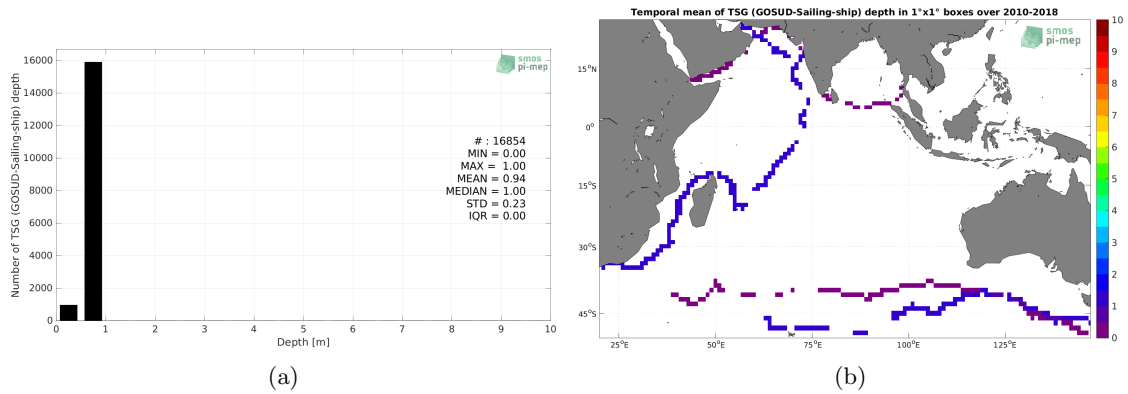 smos
pi-mep
Number of TSG (GOSUD-Sailing-ship) depth
16000
14000
12000
10000
8000
6000
4000
2000
0
# : 16854
MIN = 0.00
MAX = 1.00
MEAN = 0.94
MEDIAN = 1.00
STD = 0.23
IQR = 0.00
0 1 2 3 4 5 6 7 8 9 10
Depth [m]
(a)
Temporal mean of TSG (GOSUD-Sailing-ship) depth in 1°x1° boxes over 2010-2018
smos
pi-mep
15°N
0°
15°S
30°S
45°S
25°E 50°E 75°E 100°E 125°E
10
9
8
7
6
5
4
3
2
1
0
(b)